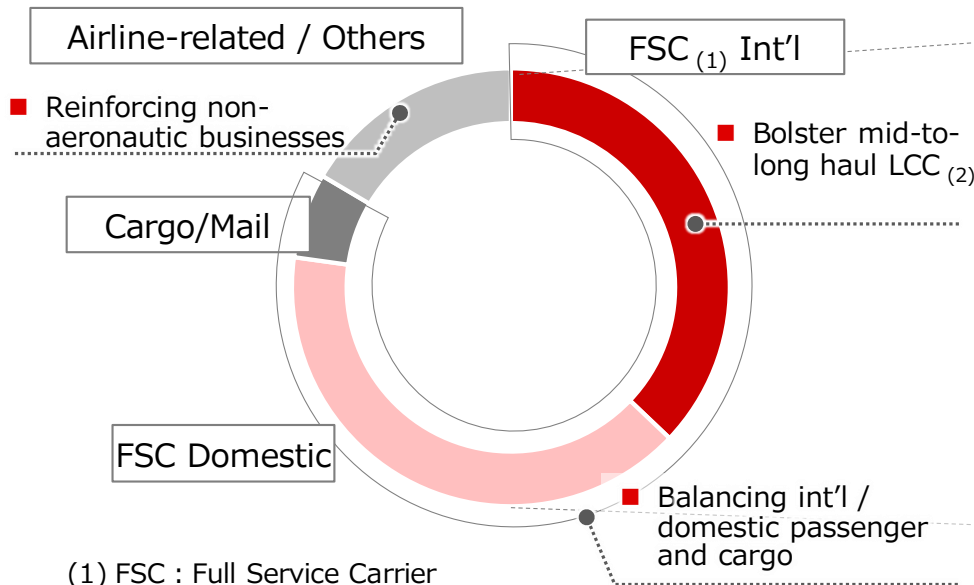 Airline-related / Others
FSC (1) Int'l
■ Reinforcing non-
aeronautic businesses
■ Bolster mid-to-
long haul LCC (2)
Cargo/Mail
FSC Domestic
■ Balancing int'l /
domestic passenger
and cargo
(1) FSC : Full Service Carrier